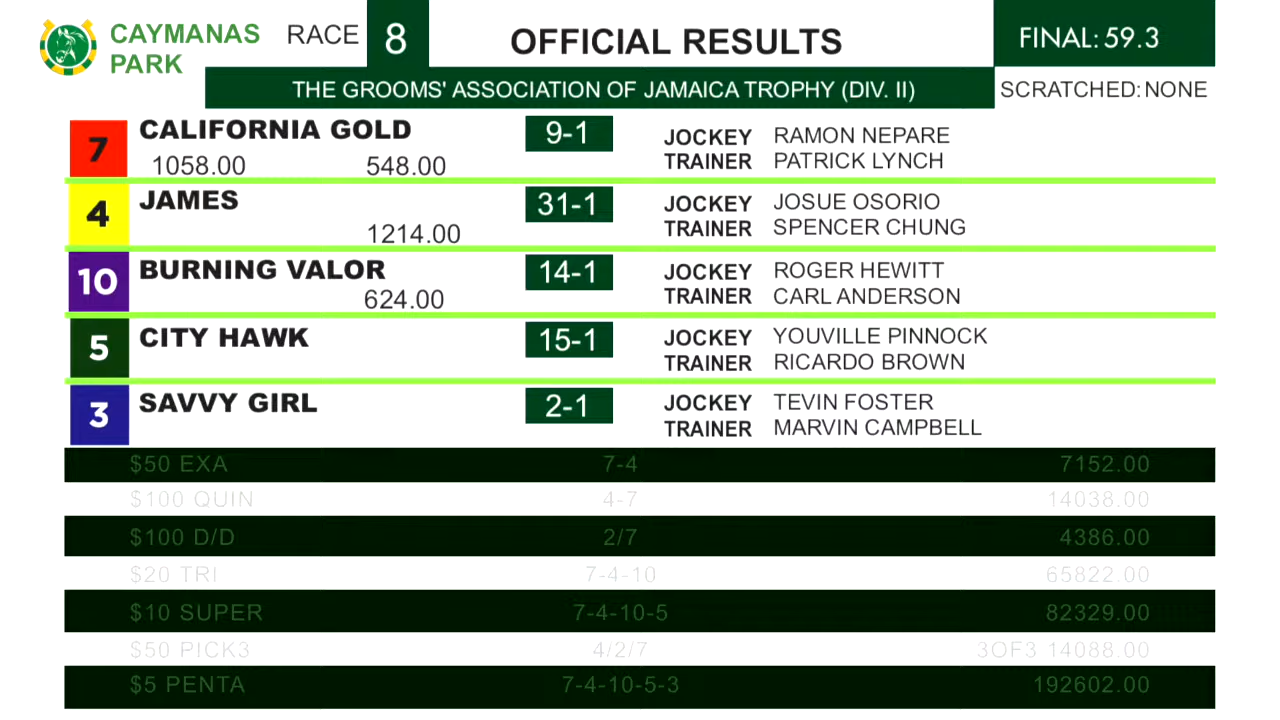 CAYMANAS PARK
RACE 8
OFFICIAL RESULTS
FINAL: 59.3
THE GROOMS' ASSOCIATION OF JAMAICA TROPHY (DIV. II)
SCRATCHED: NONE
7 CALIFORNIA GOLD 9-1 JOCKEY RAMON NEPARE
1058.00 548.00 TRAINER PATRICK LYNCH
4 JAMES 31-1 JOCKEY JOSUE OSORIO
1214.00 TRAINER SPENCER CHUNG
10 BURNING VALOR 14-1 JOCKEY ROGER HEWITT
624.00 TRAINER CARL ANDERSON
5 CITY HAWK 15-1 JOCKEY YOUVILLE PINNOCK
TRAINER RICARDO BROWN
3 SAVVY GIRL 2-1 JOCKEY TEVIN FOSTER
TRAINER MARVIN CAMPBELL
$50 EXA 7-4 7152.00
$100 QUIN 4-7 14038.00
$100 D/D 2/7 4386.00
$20 TRI 7-4-10 65822.00
$10 SUPER 7-4-10-5 82329.00
$50 PICK3 4/2/7 3OF3 14088.00
$5 PENTA 7-4-10-5-3 192602.00